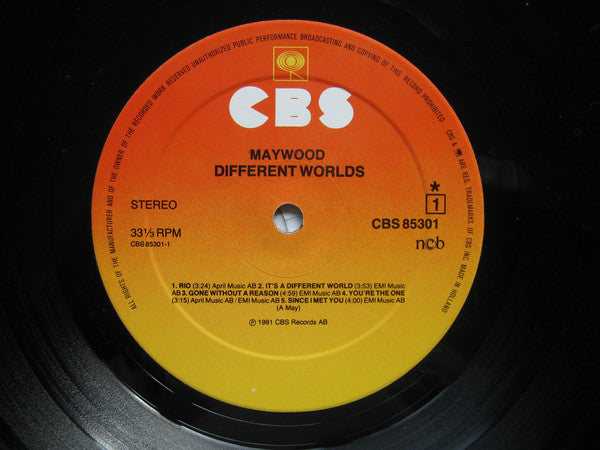 ALL RIGHTS OF THE MANUFACTURER AND OF THE OWNER OF THE RECORDED WORK RESERVED UNAUTHORIZED PUBLIC PERFORMANCE BROADCASTING AND COPYING OF THIS RECORD PROHIBITED
CBS & ARE REG. TRADEMARKS OF CBS INC. MADE IN HOLLAND
CBS
MAYWOOD
DIFFERENT WORLDS
STEREO
*
1
CBS 85301
33⅓ RPM
CBS 85301-1
ncb
1. RIO (3:24) April Music AB 2. IT'S A DIFFERENT WORLD (3:53) EMI Music
AB 3. GONE WITHOUT A REASON (4:59) EMI Music AB 4. YOU'RE THE ONE
(3:15) April Music AB / EMI Music AB 5. SINCE I MET YOU (4:00) EMI Music AB
(A May)
℗ 1981 CBS Records AB